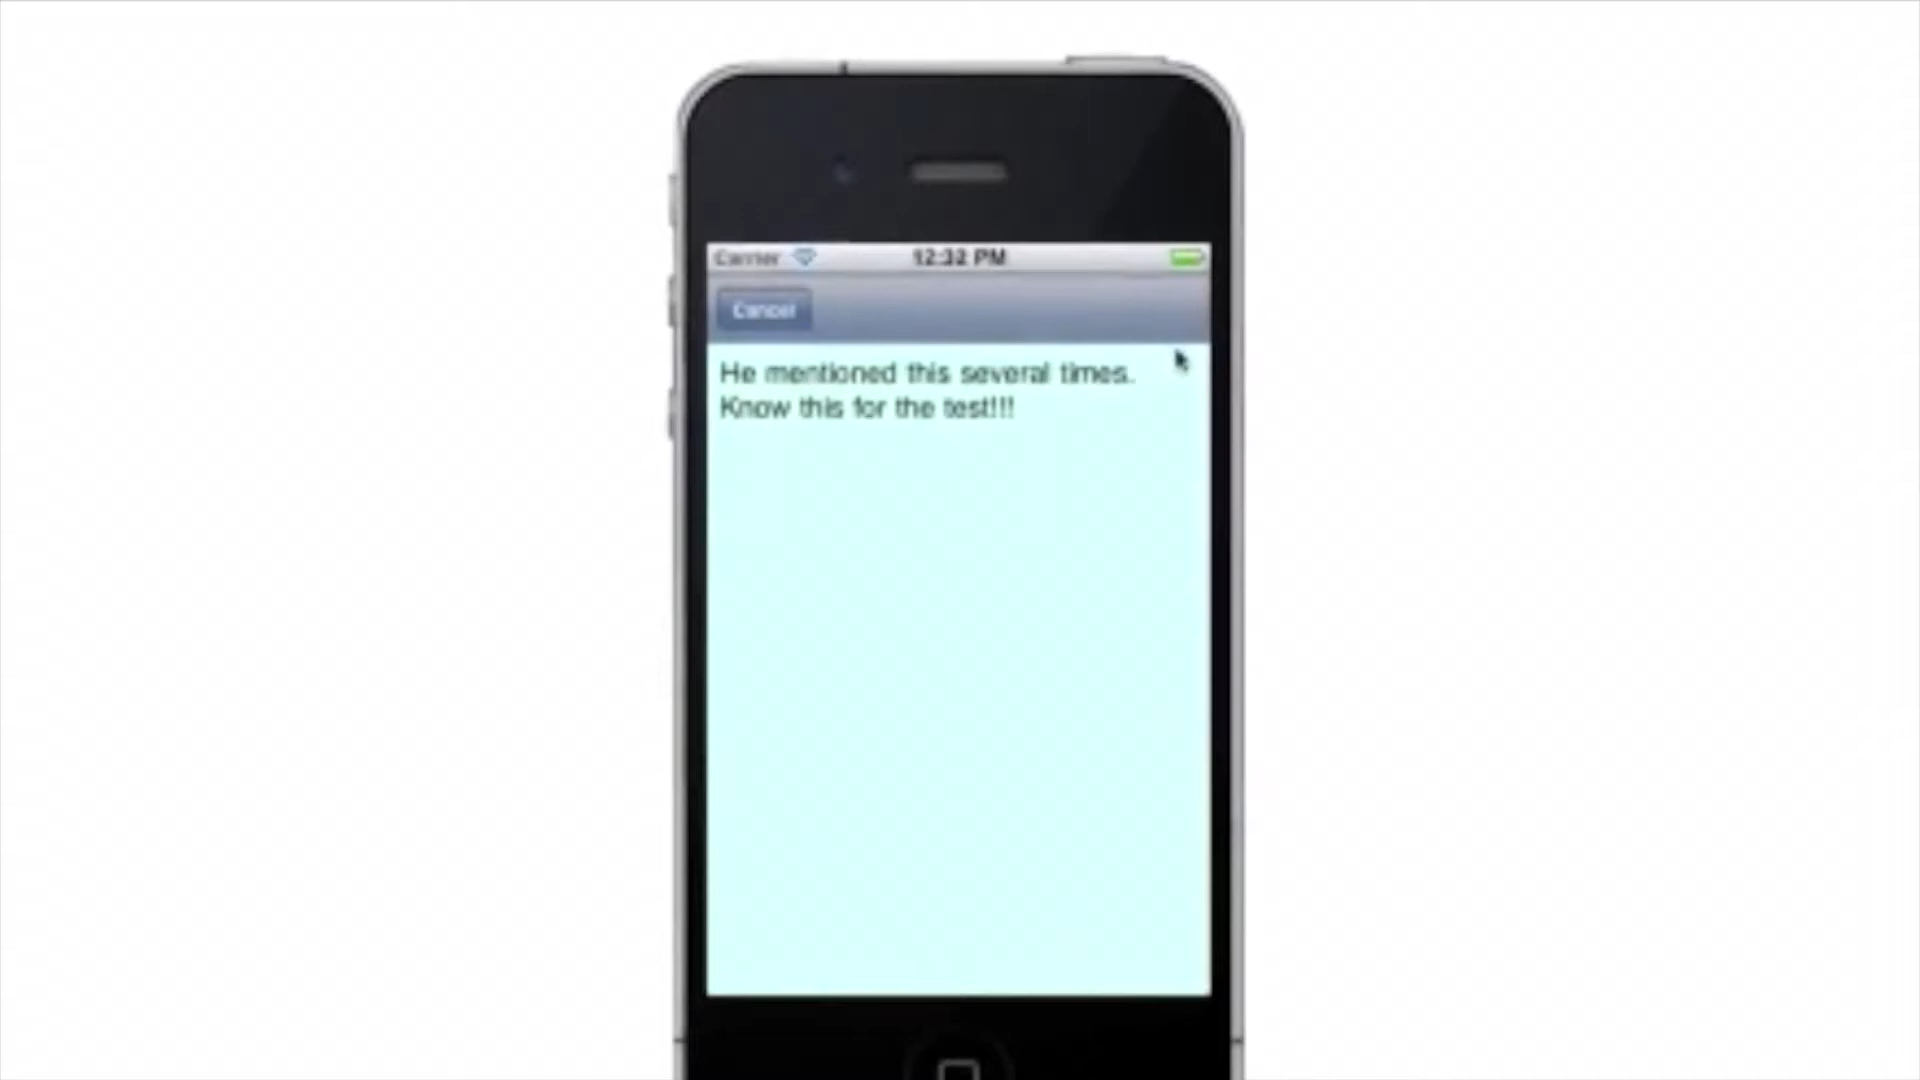 Carrier 12:32 PM
Cancel
He mentioned this several times.
Know this for the test!!!